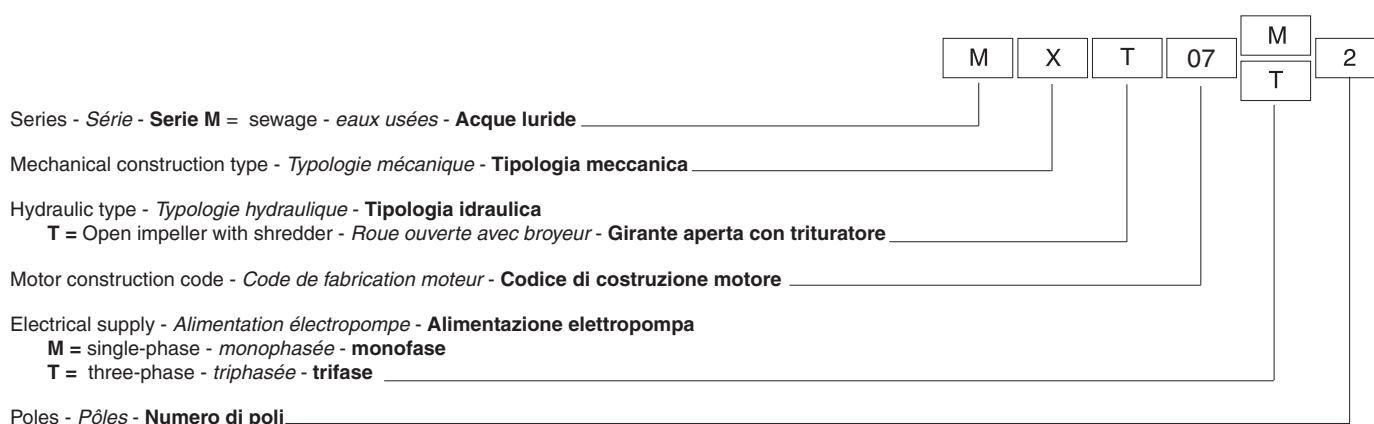 M
M X T 07 2
T
Series - Série - Serie M = sewage - eaux usées - Acque luride
Mechanical construction type - Typologie mécanique - Tipologia meccanica
Hydraulic type - Typologie hydraulique - Tipologia idraulica
T = Open impeller with shredder - Roue ouverte avec broyeur - Girante aperta con trituratore
Motor construction code - Code de fabrication moteur - Codice di costruzione motore
Electrical supply - Alimentation électropompe - Alimentazione elettropompa
M = single-phase - monophasée - monofase
T = three-phase - triphasée - trifase
Poles - Pôles - Numero di poli